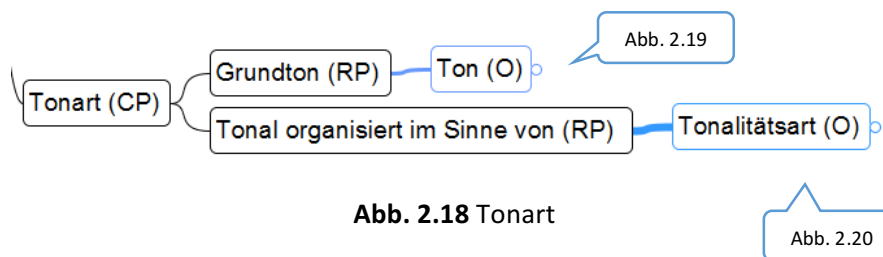 Abb. 2.19
Grundton (RP)
Ton (O)
Tonart (CP)
Tonal organisiert im Sinne von (RP)
Tonalitätsart (O)
Abb. 2.18 Tonart
Abb. 2.20